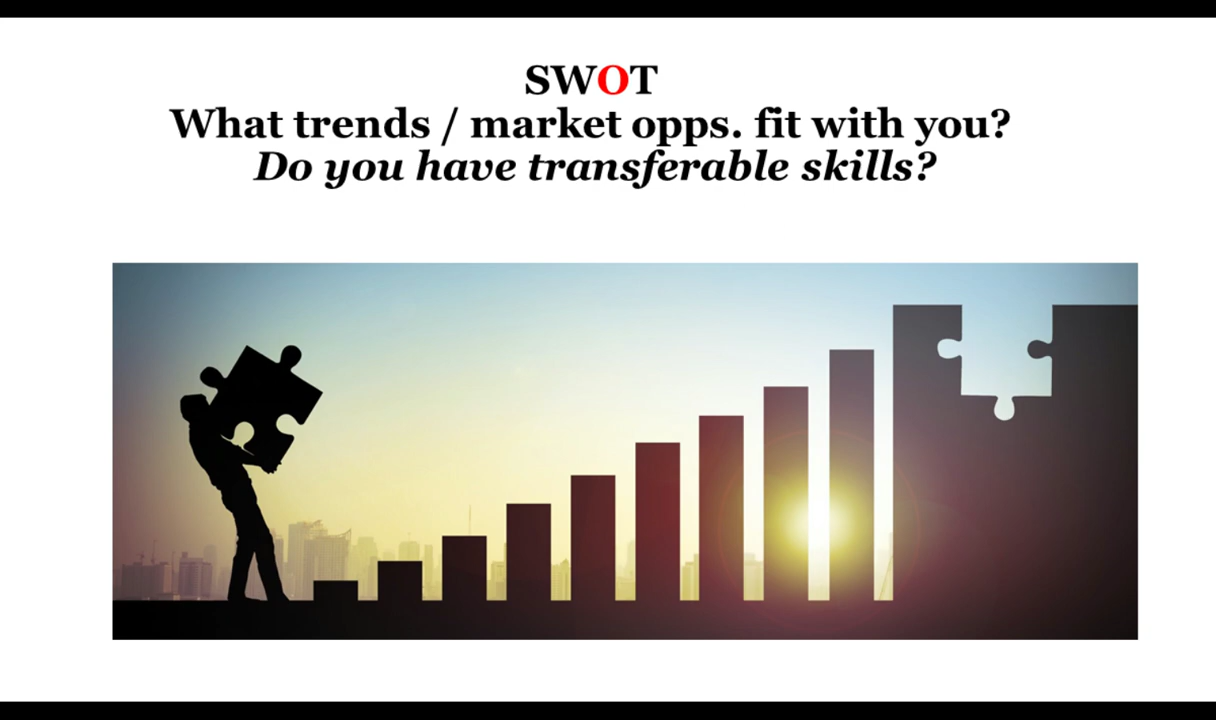 SWOT
What trends / market opps. fit with you?
Do you have transferable skills?